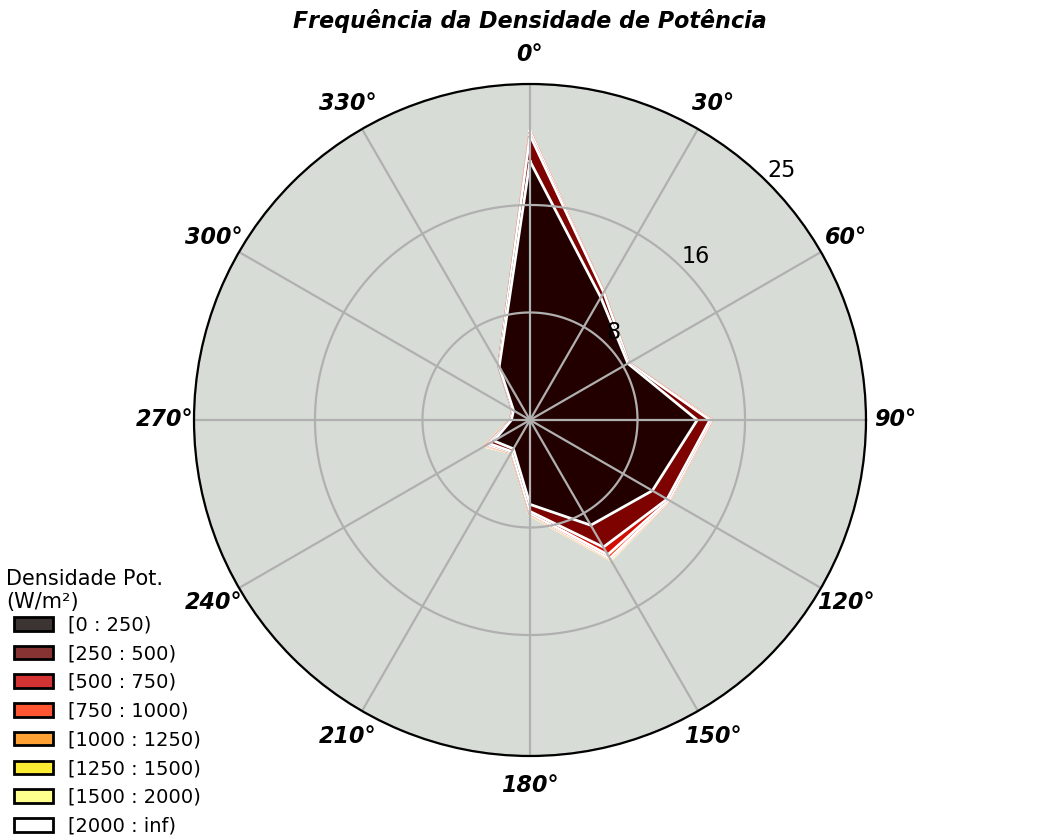 Frequência da Densidade de Potência
0°
330°
30°
25
300°
60°
16
8
270°
90°
240°
120°
210°
150°
180°
Densidade Pot.
(W/m²)
[0 : 250)
[250 : 500)
[500 : 750)
[750 : 1000)
[1000 : 1250)
[1250 : 1500)
[1500 : 2000)
[2000 : inf)